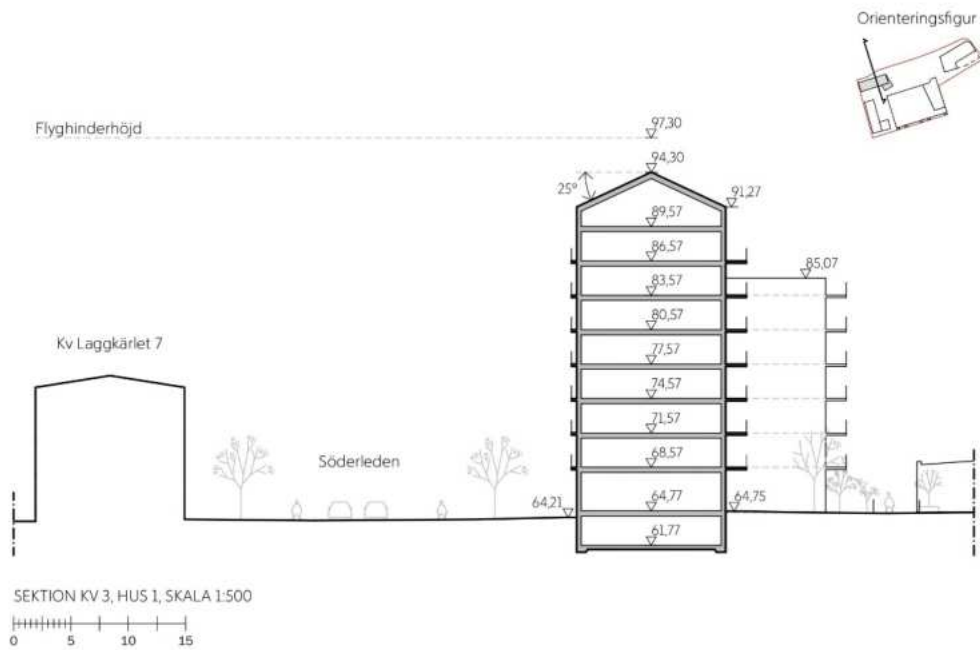 Orienteringsfigur
Flyghinderhöjd
97,30
94,30
25°
91,27
89,57
86,57
85,07
83,57
80,57
Kv Laggkärlet 7
77,57
74,57
71,57
Söderleden
68,57
64,21
64,77
64,75
61,77
SEKTION KV 3, HUS 1, SKALA 1:500
0 5 10 15